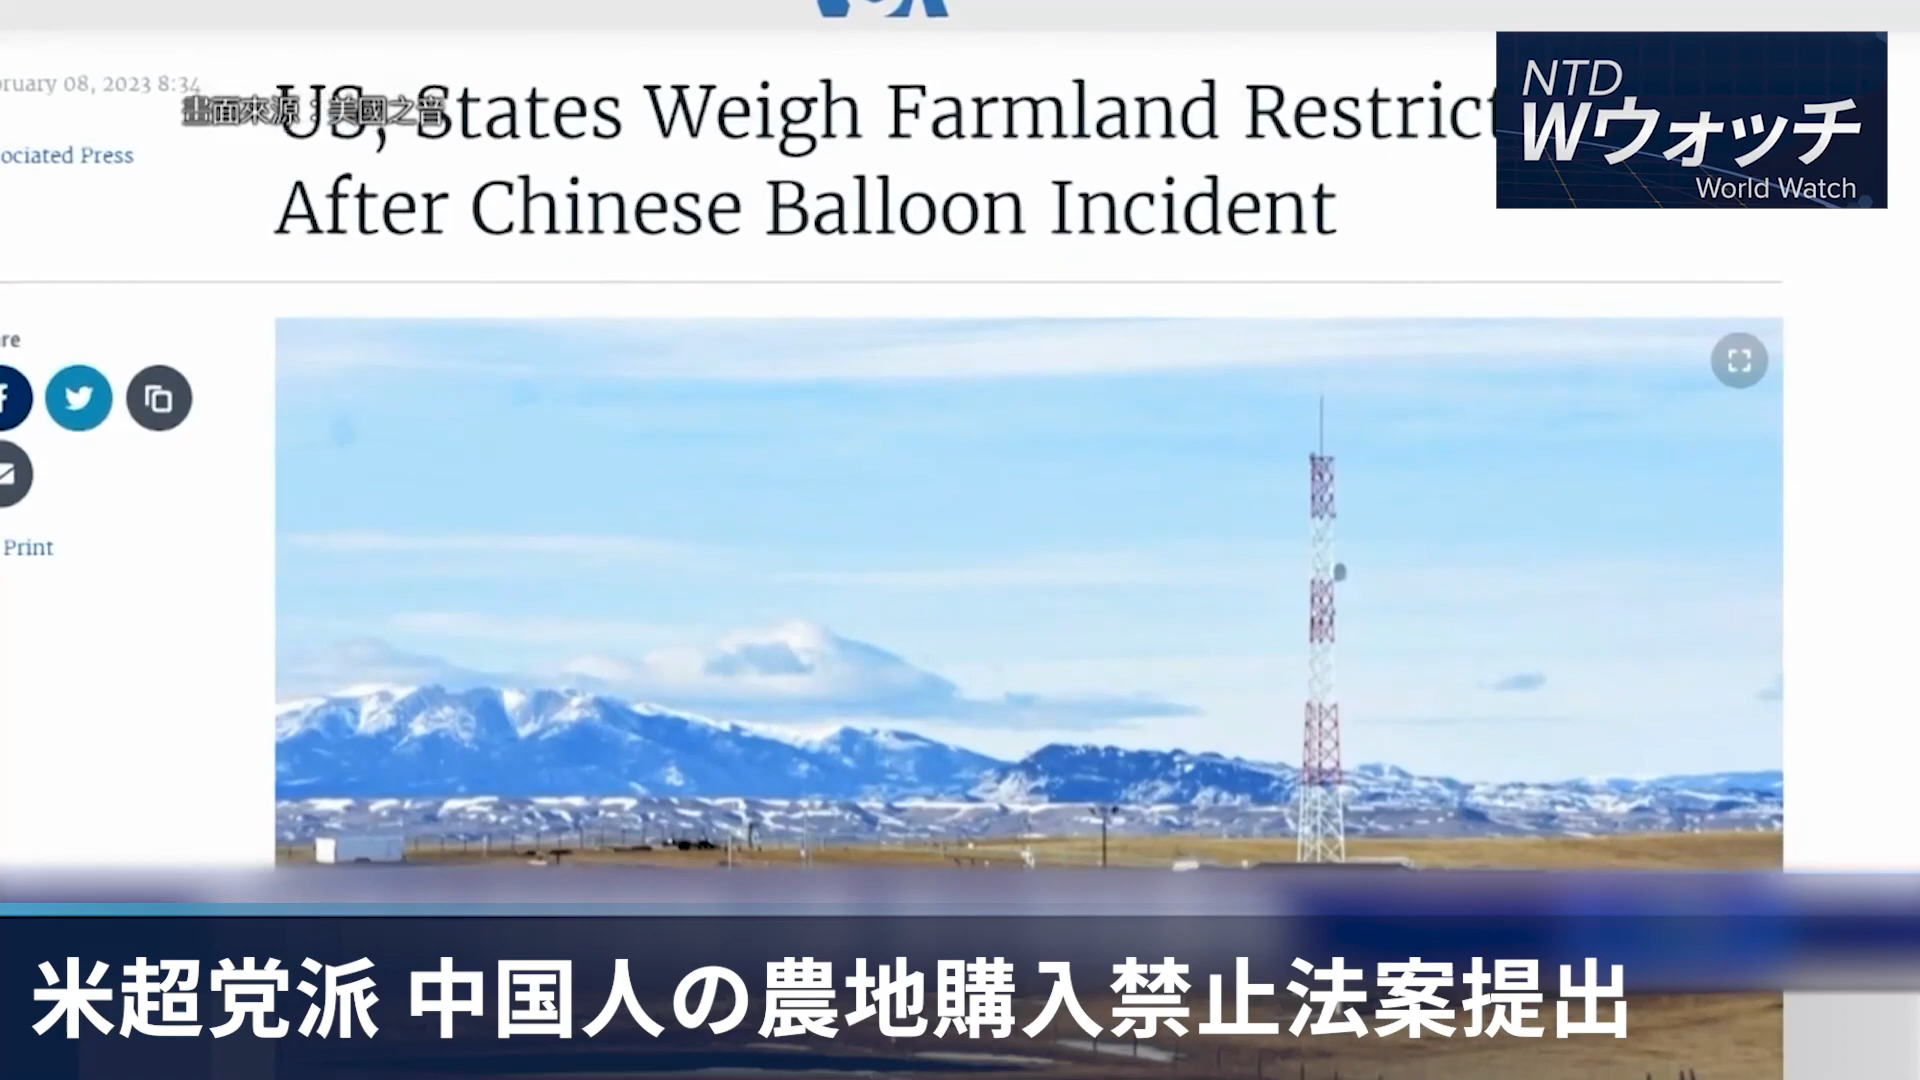 ruary 08, 2023 8:34
畫面來源：美國之音
US, States Weigh Farmland Restrict
After Chinese Balloon Incident
ociated Press
NTD
Wウォッチ
World Watch
re
Print
米超党派 中国人の農地購入禁止法案提出